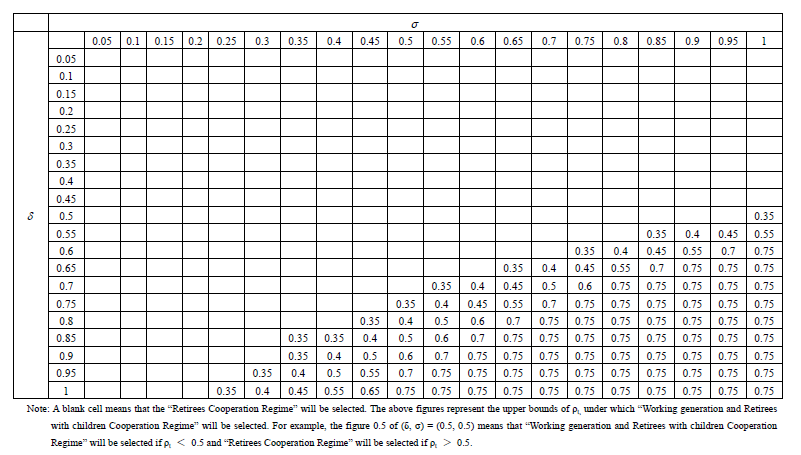 σ
0.05 0.1 0.15 0.2 0.25 0.3 0.35 0.4 0.45 0.5 0.55 0.6 0.65 0.7 0.75 0.8 0.85 0.9 0.95 1
δ
0.05
0.1
0.15
0.2
0.25
0.3
0.35
0.4
0.45
0.5 0.35
0.55 0.35 0.4 0.45 0.55
0.6 0.35 0.4 0.45 0.55 0.7 0.75
0.65 0.35 0.4 0.45 0.55 0.7 0.75 0.75 0.75
0.7 0.35 0.4 0.45 0.5 0.6 0.75 0.75 0.75 0.75 0.75
0.75 0.35 0.4 0.45 0.55 0.7 0.75 0.75 0.75 0.75 0.75 0.75
0.8 0.35 0.4 0.5 0.6 0.7 0.75 0.75 0.75 0.75 0.75 0.75 0.75
0.85 0.35 0.35 0.4 0.5 0.6 0.7 0.75 0.75 0.75 0.75 0.75 0.75 0.75 0.75
0.9 0.35 0.4 0.5 0.6 0.7 0.75 0.75 0.75 0.75 0.75 0.75 0.75 0.75 0.75
0.95 0.35 0.4 0.5 0.55 0.7 0.75 0.75 0.75 0.75 0.75 0.75 0.75 0.75 0.75 0.75
1 0.35 0.4 0.45 0.55 0.65 0.75 0.75 0.75 0.75 0.75 0.75 0.75 0.75 0.75 0.75 0.75
Note: A blank cell means that the “Retirees Cooperation Regime” will be selected. The above figures represent the upper bounds of ρₜ, under which “Working generation and Retirees
with children Cooperation Regime” will be selected. For example, the figure 0.5 of (δ, σ) = (0.5, 0.5) means that “Working generation and Retirees with children Cooperation
Regime” will be selected if ρₜ < 0.5 and “Retirees Cooperation Regime” will be selected if ρₜ > 0.5.